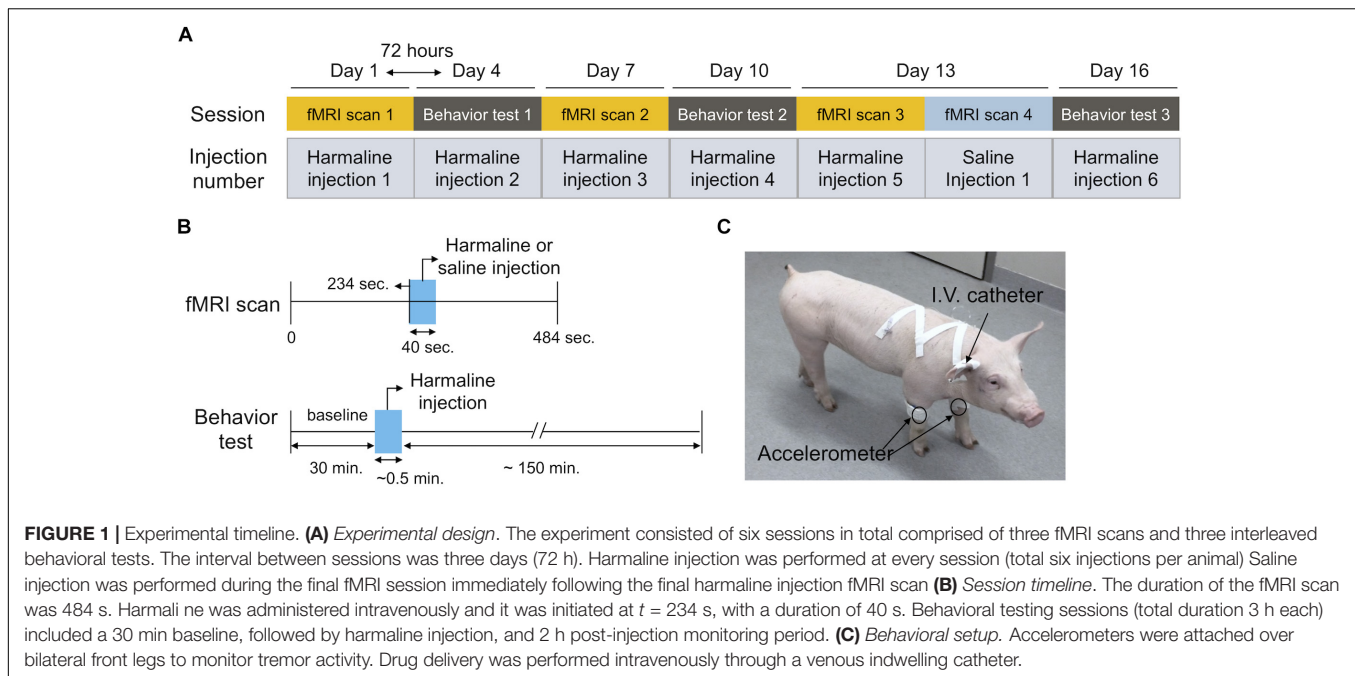 A
72 hours
Day 1 Day 4 Day 7 Day 10 Day 13 Day 16
Session fMRI scan 1 Behavior test 1 fMRI scan 2 Behavior test 2 fMRI scan 3 fMRI scan 4 Behavior test 3
Injection Harmaline Harmaline Harmaline Harmaline Harmaline Saline Harmaline
number injection 1 injection 2 injection 3 injection 4 injection 5 Injection 1 injection 6
B
Harmaline or
saline injection
234 sec.
fMRI scan
0
40 sec.
484 sec.
Harmaline
injection
baseline
Behavior
test
30 min.
~0.5 min.
~ 150 min.
C
I.V. catheter
Accelerometer
FIGURE 1 | Experimental timeline. (A) Experimental design. The experiment consisted of six sessions in total comprised of three fMRI scans and three interleaved
behavioral tests. The interval between sessions was three days (72 h). Harmaline injection was performed at every session (total six injections per animal) Saline
injection was performed during the final fMRI session immediately following the final harmaline injection fMRI scan (B) Session timeline. The duration of the fMRI scan
was 484 s. Harmali ne was administered intravenously and it was initiated at t = 234 s, with a duration of 40 s. Behavioral testing sessions (total duration 3 h each)
included a 30 min baseline, followed by harmaline injection, and 2 h post-injection monitoring period. (C) Behavioral setup. Accelerometers were attached over
bilateral front legs to monitor tremor activity. Drug delivery was performed intravenously through a venous indwelling catheter.